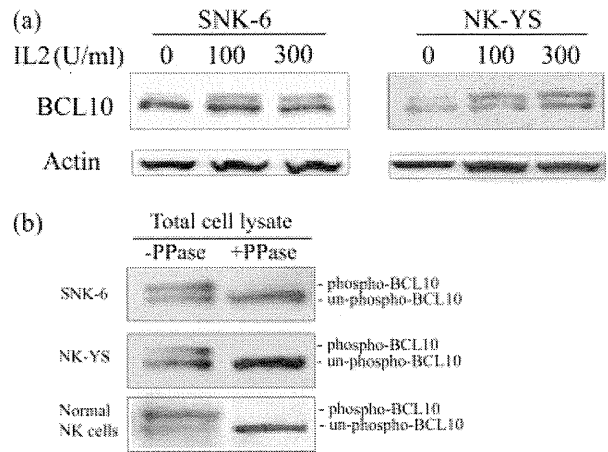 (a)
SNK-6
NK-YS
IL2 (U/ml)
0 100 300
0 100 300
BCL10
Actin
(b)
Total cell lysate
-PPase +PPase
SNK-6
- phospho-BCL10
- un-phospho-BCL10
NK-YS
- phospho-BCL10
- un-phospho-BCL10
Normal
NK cells
- phospho-BCL10
- un-phospho-BCL10